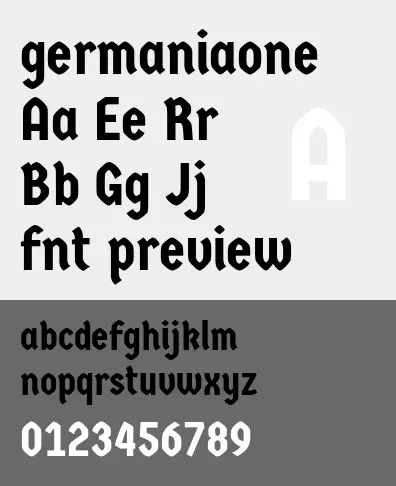 germaniaone
Aa Ee Rr
A
Bb Gg Jj
fnt preview
abcdefghijklm
nopqrstuvwxyz
0123456789